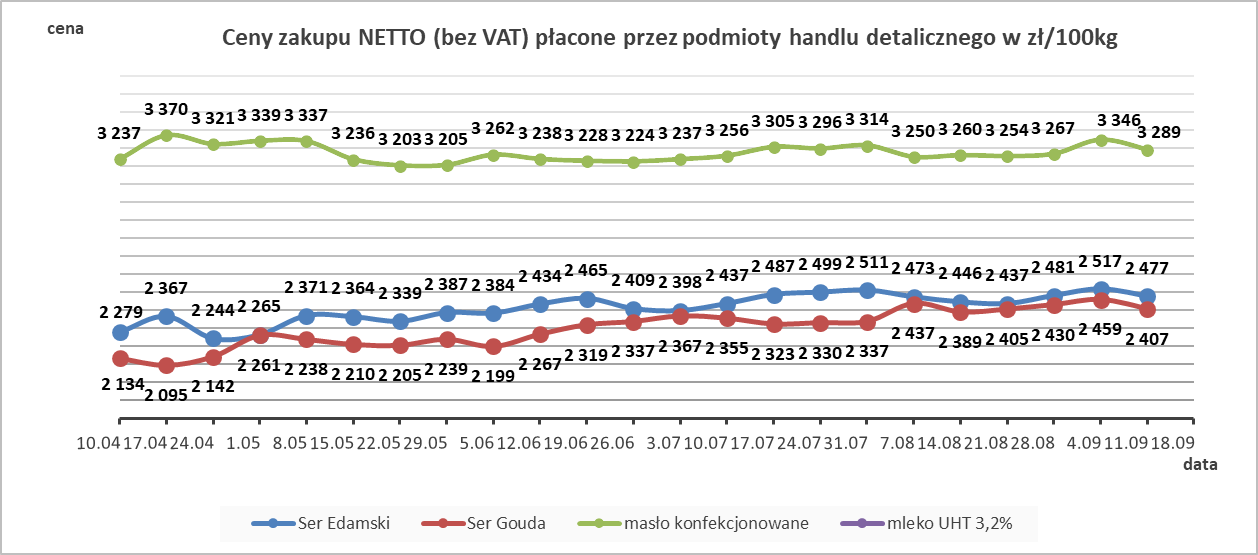 cena
Ceny zakupu NETTO (bez VAT) płacone przez podmioty handlu detalicznego w zł/100kg
3 237 3 370 3 321 3 339 3 337 3 236 3 203 3 205 3 262 3 238 3 228 3 224 3 237 3 256 3 305 3 296 3 314 3 250 3 260 3 254 3 267 3 346 3 289
2 279 2 367 2 244 2 265 2 371 2 364 2 339 2 387 2 384 2 434 2 465 2 409 2 398 2 437 2 487 2 499 2 511 2 473 2 446 2 437 2 481 2 517 2 477
2 134 2 095 2 142 2 261 2 238 2 210 2 205 2 239 2 199 2 267 2 319 2 337 2 367 2 355 2 323 2 330 2 337 2 437 2 389 2 405 2 430 2 459 2 407
10.04 17.04 24.04 1.05 8.05 15.05 22.05 29.05 5.06 12.06 19.06 26.06 3.07 10.07 17.07 24.07 31.07 7.08 14.08 21.08 28.08 4.09 11.09 18.09
data
Ser Edamski Ser Gouda masło konfekcjonowane mleko UHT 3,2%